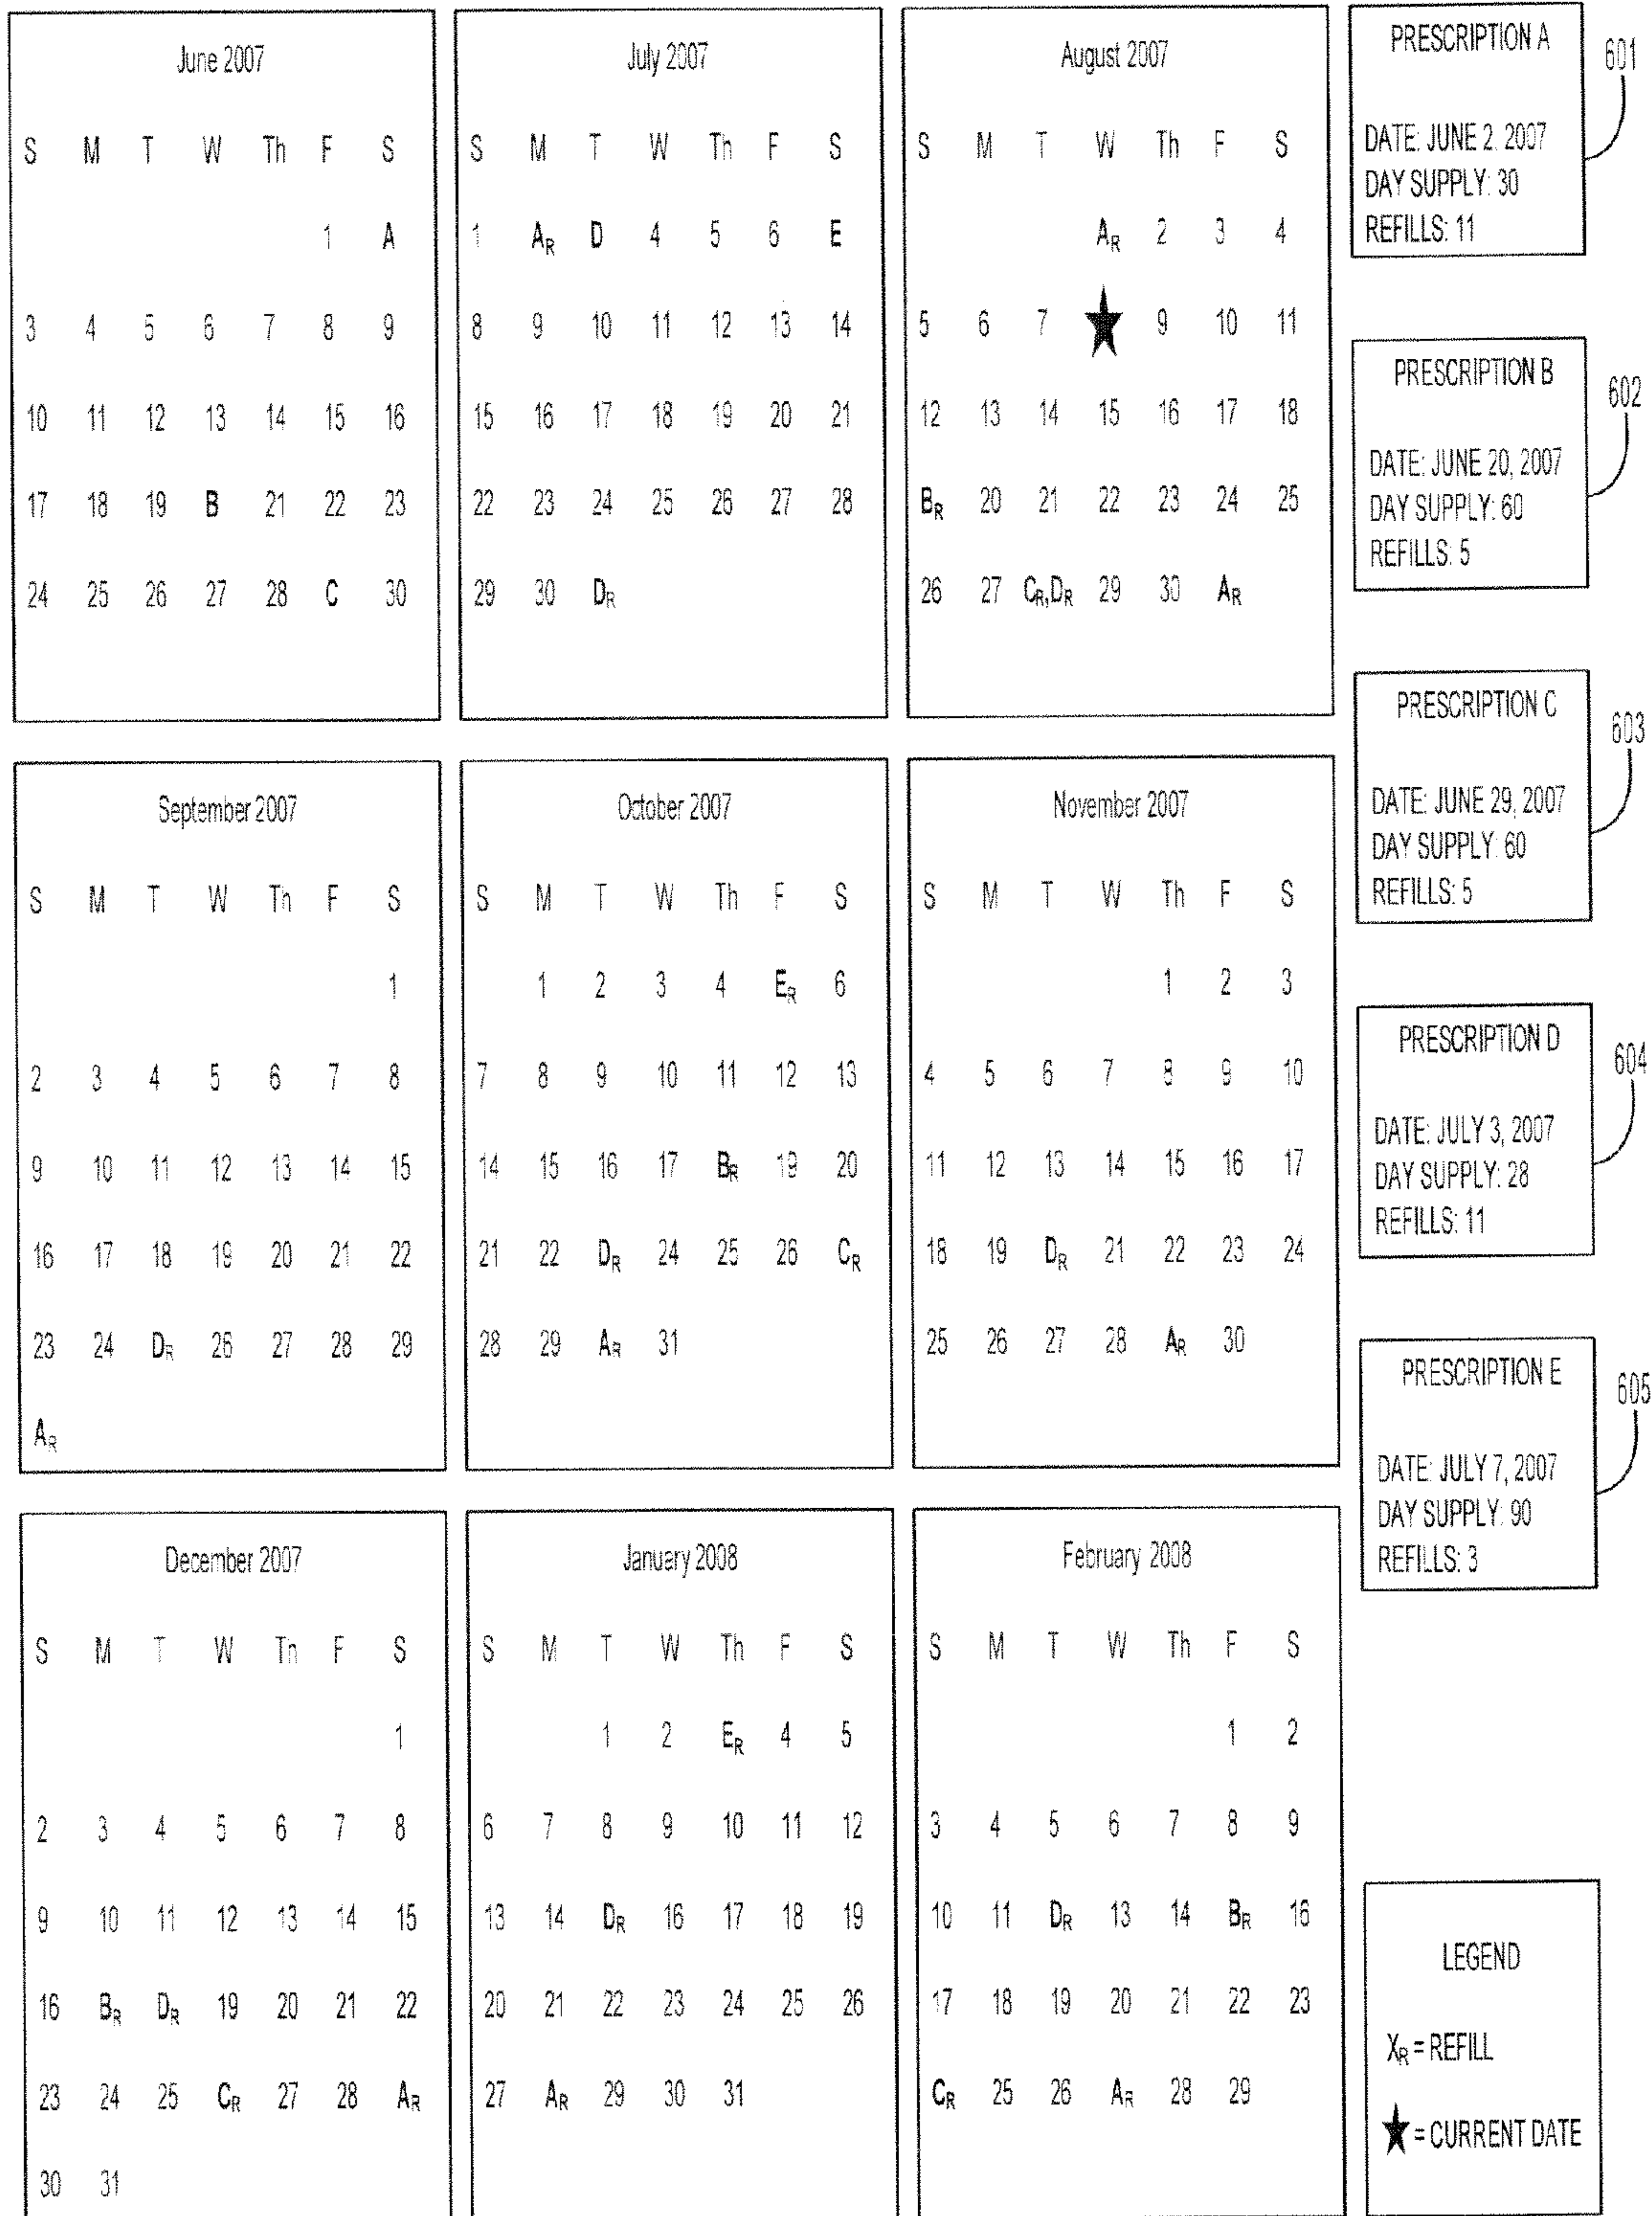 June 2007
S M T W Th F S
1 A
3 4 5 6 7 8 9
10 11 12 13 14 15 16
17 18 19 B 21 22 23
24 25 26 27 28 C 30
July 2007
S M T W Th F S
1 AR D 4 5 6 E
8 9 10 11 12 13 14
15 16 17 18 19 20 21
22 23 24 25 26 27 28
29 30 DR
August 2007
S M T W Th F S
AR 2 3 4
5 6 7 ★ 9 10 11
12 13 14 15 16 17 18
BR 20 21 22 23 24 25
26 27 CR,DR 29 30 AR
PRESCRIPTION A
DATE: JUNE 2, 2007
DAY SUPPLY: 30
REFILLS: 11
601
PRESCRIPTION B
DATE: JUNE 20, 2007
DAY SUPPLY: 60
REFILLS: 5
602
PRESCRIPTION C
DATE: JUNE 29, 2007
DAY SUPPLY: 60
REFILLS: 5
603
September 2007
S M T W Th F S
1
2 3 4 5 6 7 8
9 10 11 12 13 14 15
16 17 18 19 20 21 22
23 24 DR 26 27 28 29
AR
October 2007
S M T W Th F S
1 2 3 4 ER 6
7 8 9 10 11 12 13
14 15 16 17 BR 19 20
21 22 DR 24 25 26 CR
28 29 AR 31
November 2007
S M T W Th F S
1 2 3
4 5 6 7 8 9 10
11 12 13 14 15 16 17
18 19 DR 21 22 23 24
25 26 27 28 AR 30
PRESCRIPTION D
DATE: JULY 3, 2007
DAY SUPPLY: 28
REFILLS: 11
604
PRESCRIPTION E
DATE: JULY 7, 2007
DAY SUPPLY: 90
REFILLS: 3
605
December 2007
S M T W Th F S
1
2 3 4 5 6 7 8
9 10 11 12 13 14 15
16 BR DR 19 20 21 22
23 24 25 CR 27 28 AR
30 31
January 2008
S M T W Th F S
1 2 ER 4 5
6 7 8 9 10 11 12
13 14 DR 16 17 18 19
20 21 22 23 24 25 26
27 AR 29 30 31
February 2008
S M T W Th F S
1 2
3 4 5 6 7 8 9
10 11 DR 13 14 BR 16
17 18 19 20 21 22 23
CR 25 26 AR 28 29
LEGEND
XR = REFILL
★ = CURRENT DATE